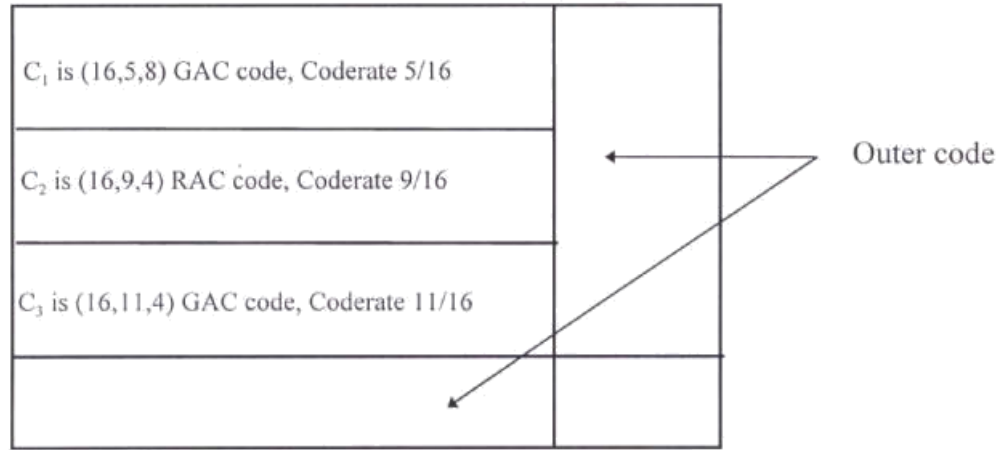 C₁ is (16,5,8) GAC code, Coderate 5/16
Outer code
C₂ is (16,9,4) RAC code, Coderate 9/16
C₃ is (16,11,4) GAC code, Coderate 11/16